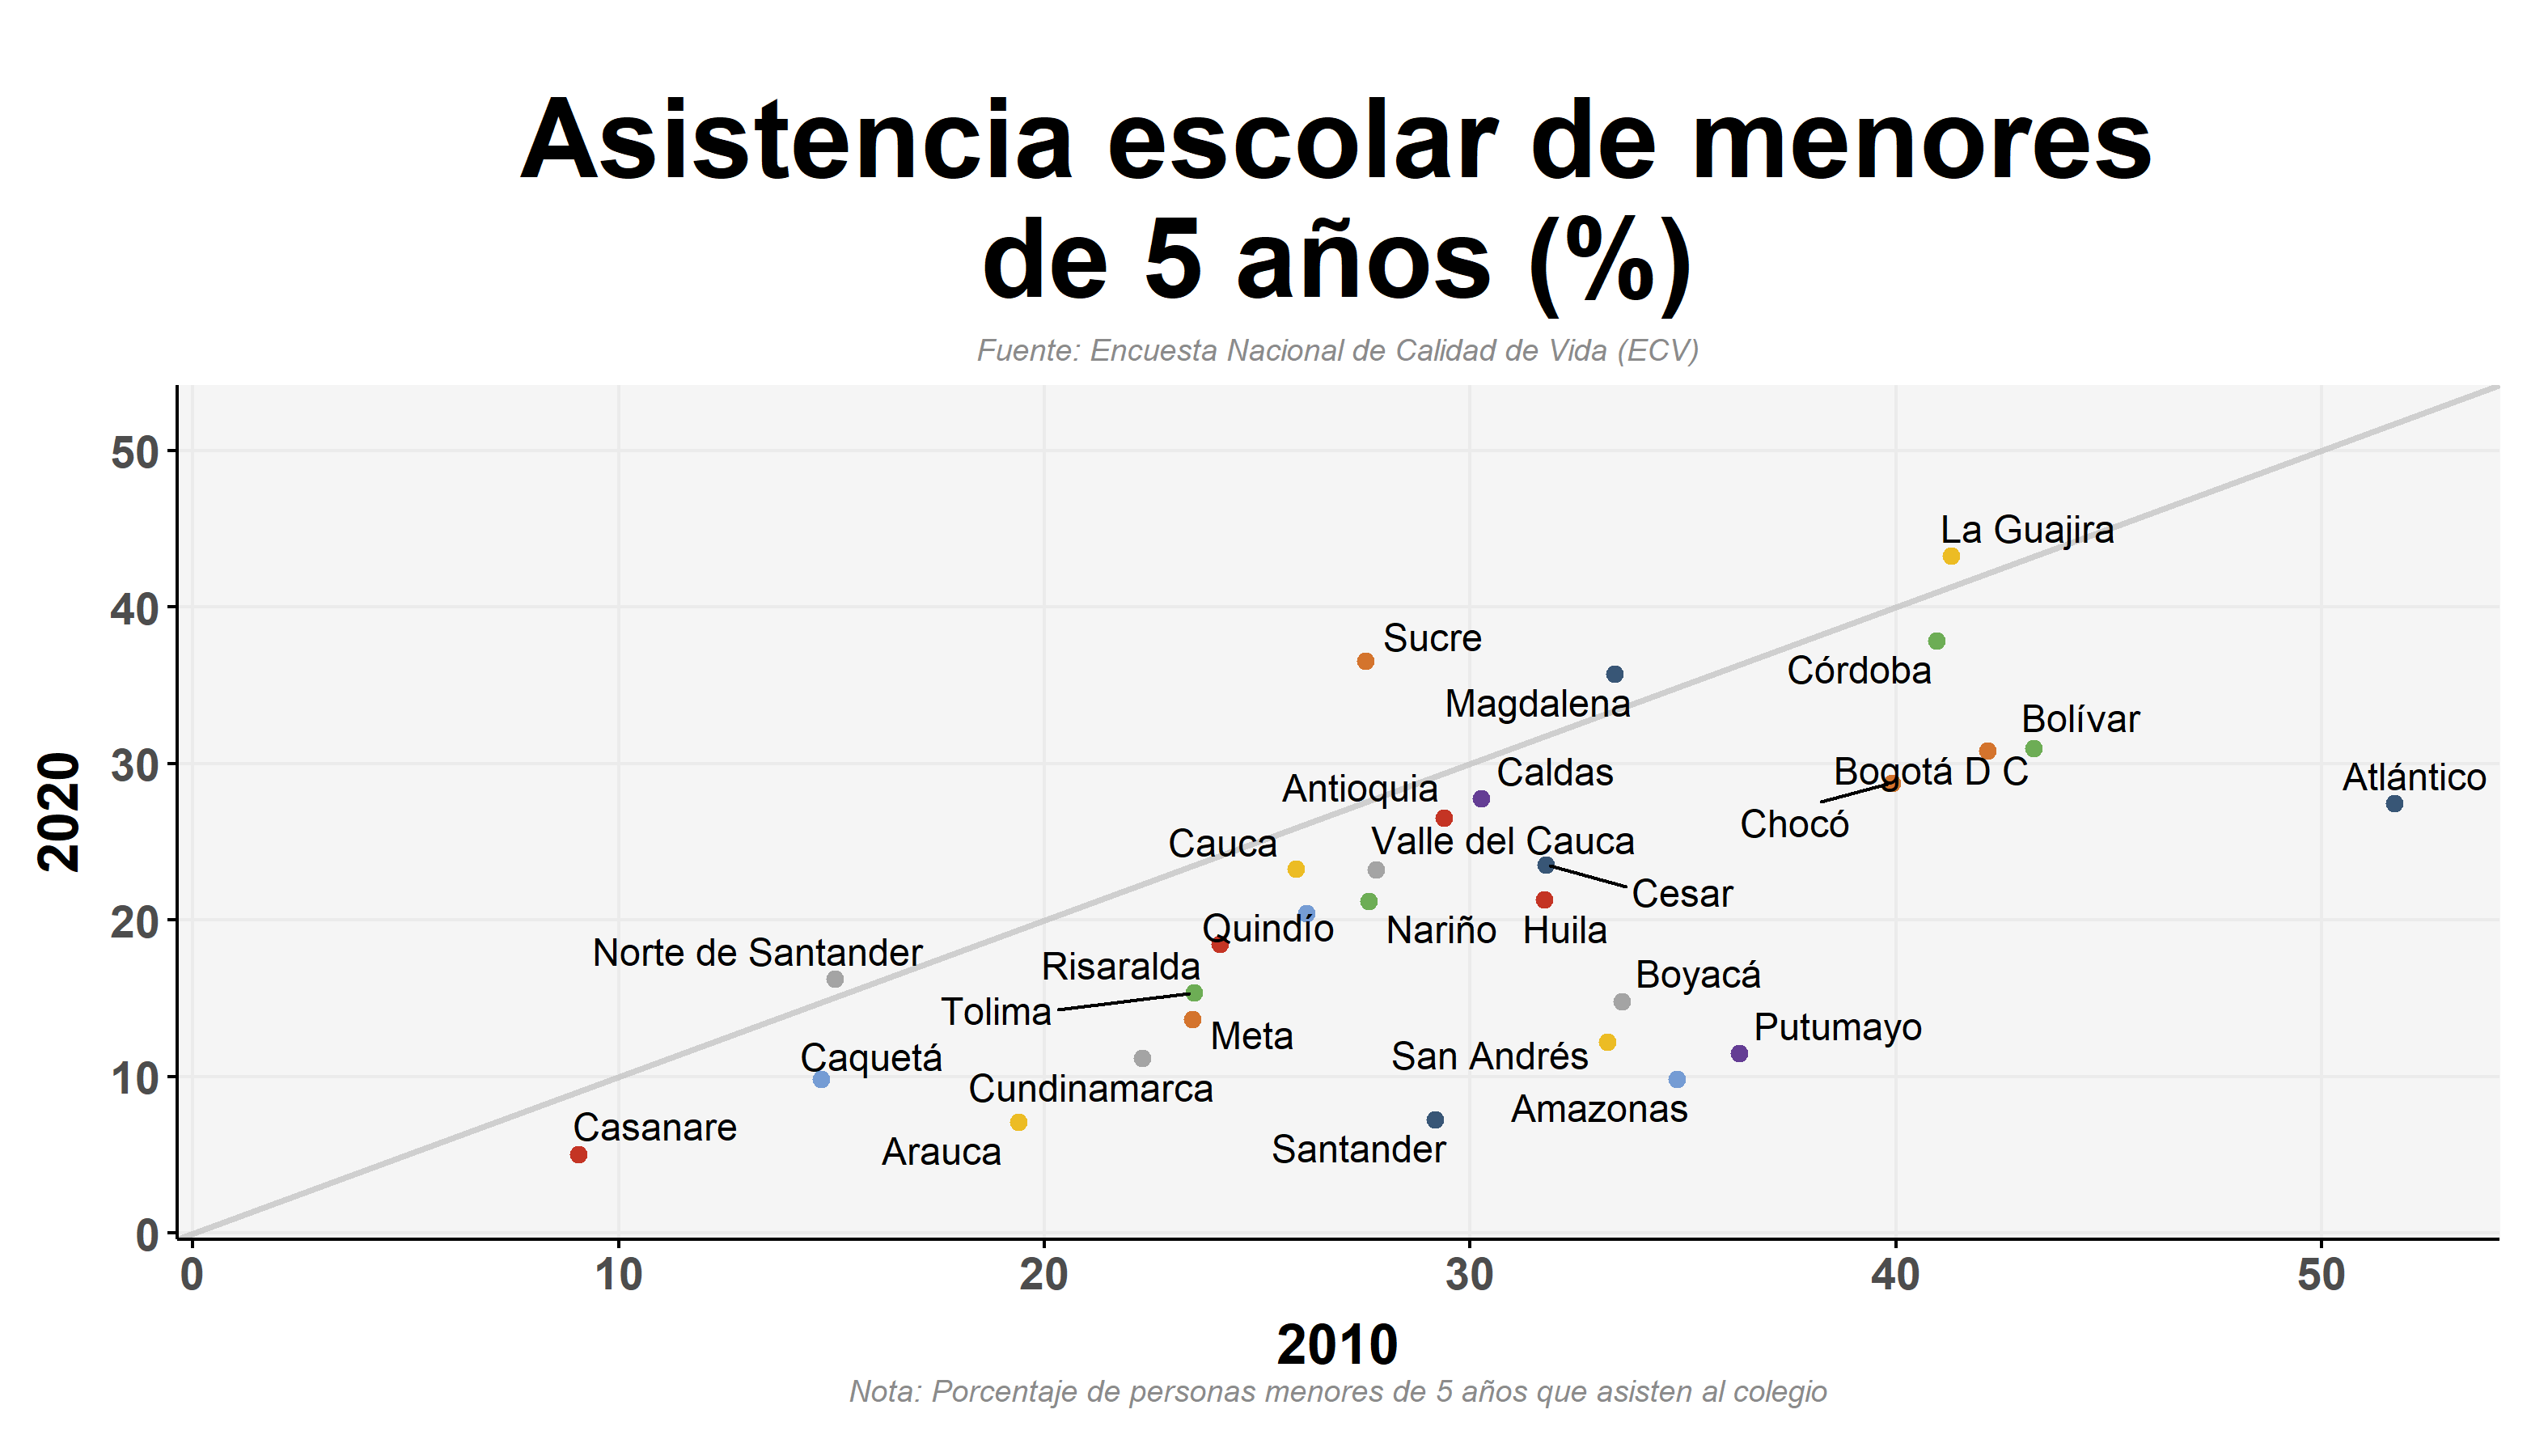 Asistencia escolar de menores
de 5 años (%)
Fuente: Encuesta Nacional de Calidad de Vida (ECV)
50
La Guajira
40
Sucre
Córdoba
Magdalena
Bolívar
30
Bogotá D C
Caldas
Atlántico
Antioquia
Chocó
Valle del Cauca
Cauca
Cesar
20
Quindío
Nariño
Huila
Norte de Santander
Risaralda
Boyacá
Tolima
Meta
Putumayo
San Andrés
Caquetá
10
Cundinamarca
Amazonas
Casanare
Arauca
Santander
0
2020
0 10 20 30 40 50
2010
Nota: Porcentaje de personas menores de 5 años que asisten al colegio